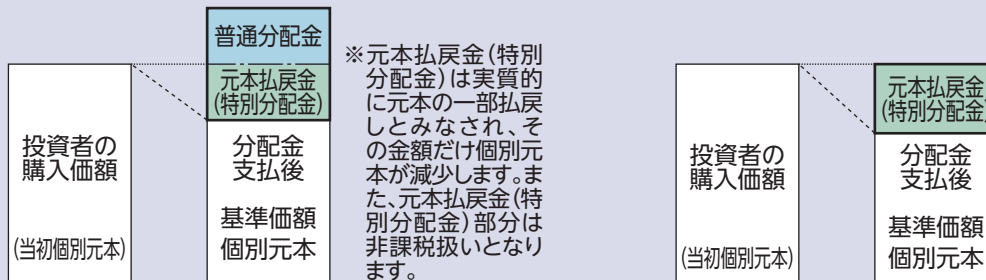 普通分配金
元本払戻金
(特別分配金)
投資者の
購入価額
(当初個別元本)
分配金
支払後
基準価額
個別元本
※元本払戻金(特別
分配金)は実質的
に元本の一部払戻
しとみなされ、そ
の金額だけ個別元
本が減少します。ま
た、元本払戻金(特
別分配金)部分は
非課税扱いとなり
ます。
投資者の
購入価額
(当初個別元本)
元本払戻金
(特別分配金)
分配金
支払後
基準価額
個別元本